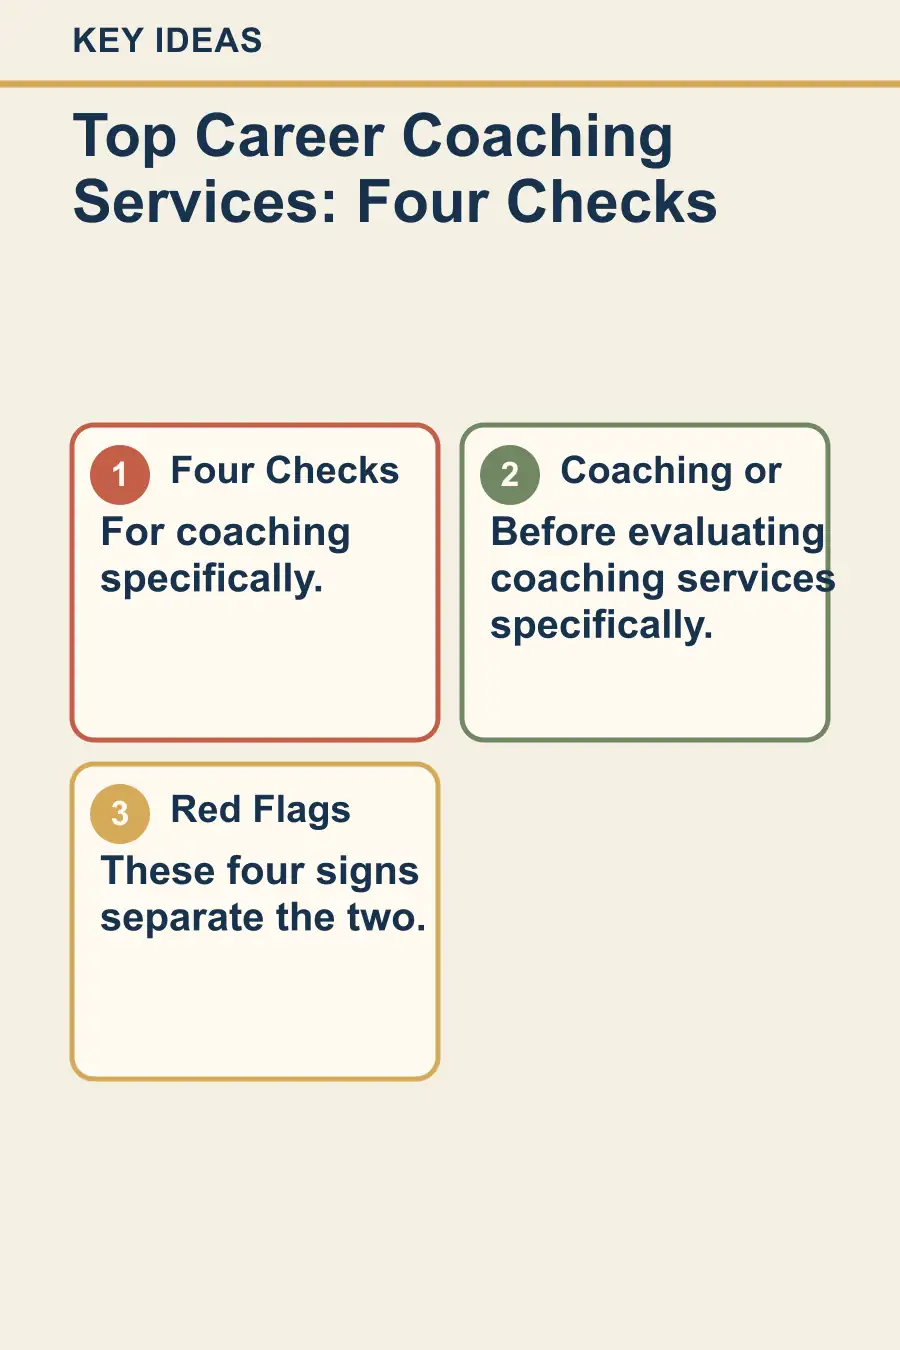 KEY IDEAS
Top Career Coaching
Services: Four Checks
1 Four Checks
For coaching
specifically.
2 Coaching or
Before evaluating
coaching services
specifically.
3 Red Flags
These four signs
separate the two.